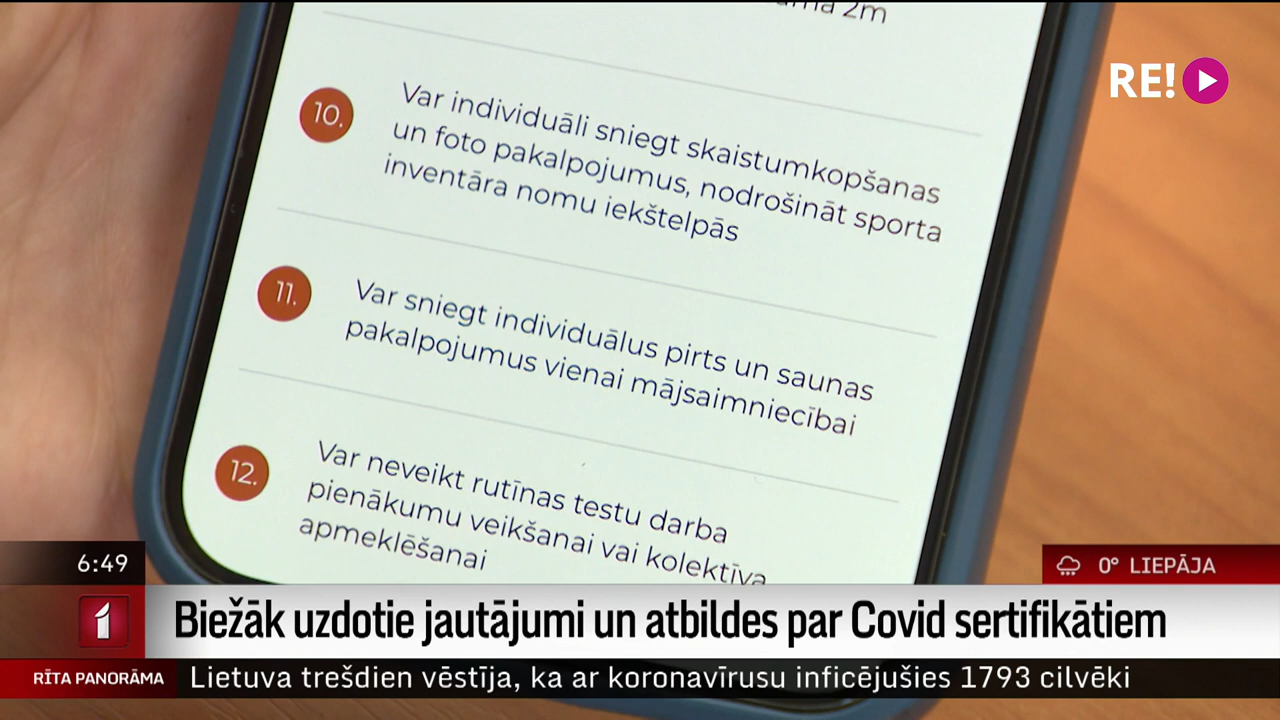 2m
RE!
10.
Var individuāli sniegt skaistumkopšanas
un foto pakalpojumus, nodrošināt sporta
inventāra nomu iekštelpās
11.
Var sniegt individuālus pirts un saunas
pakalpojumus vienai mājsaimniecībai
12.
Var neveikt rutīnas testu darba
pienākumu veikšanai vai kolektīva
apmeklēšanai
6:49
0° LIEPĀJA
1
Biežāk uzdotie jautājumi un atbildes par Covid sertifikātiem
RĪTA PANORĀMA
Lietuva trešdien vēstīja, ka ar koronavīrusu inficējušies 1793 cilvēki